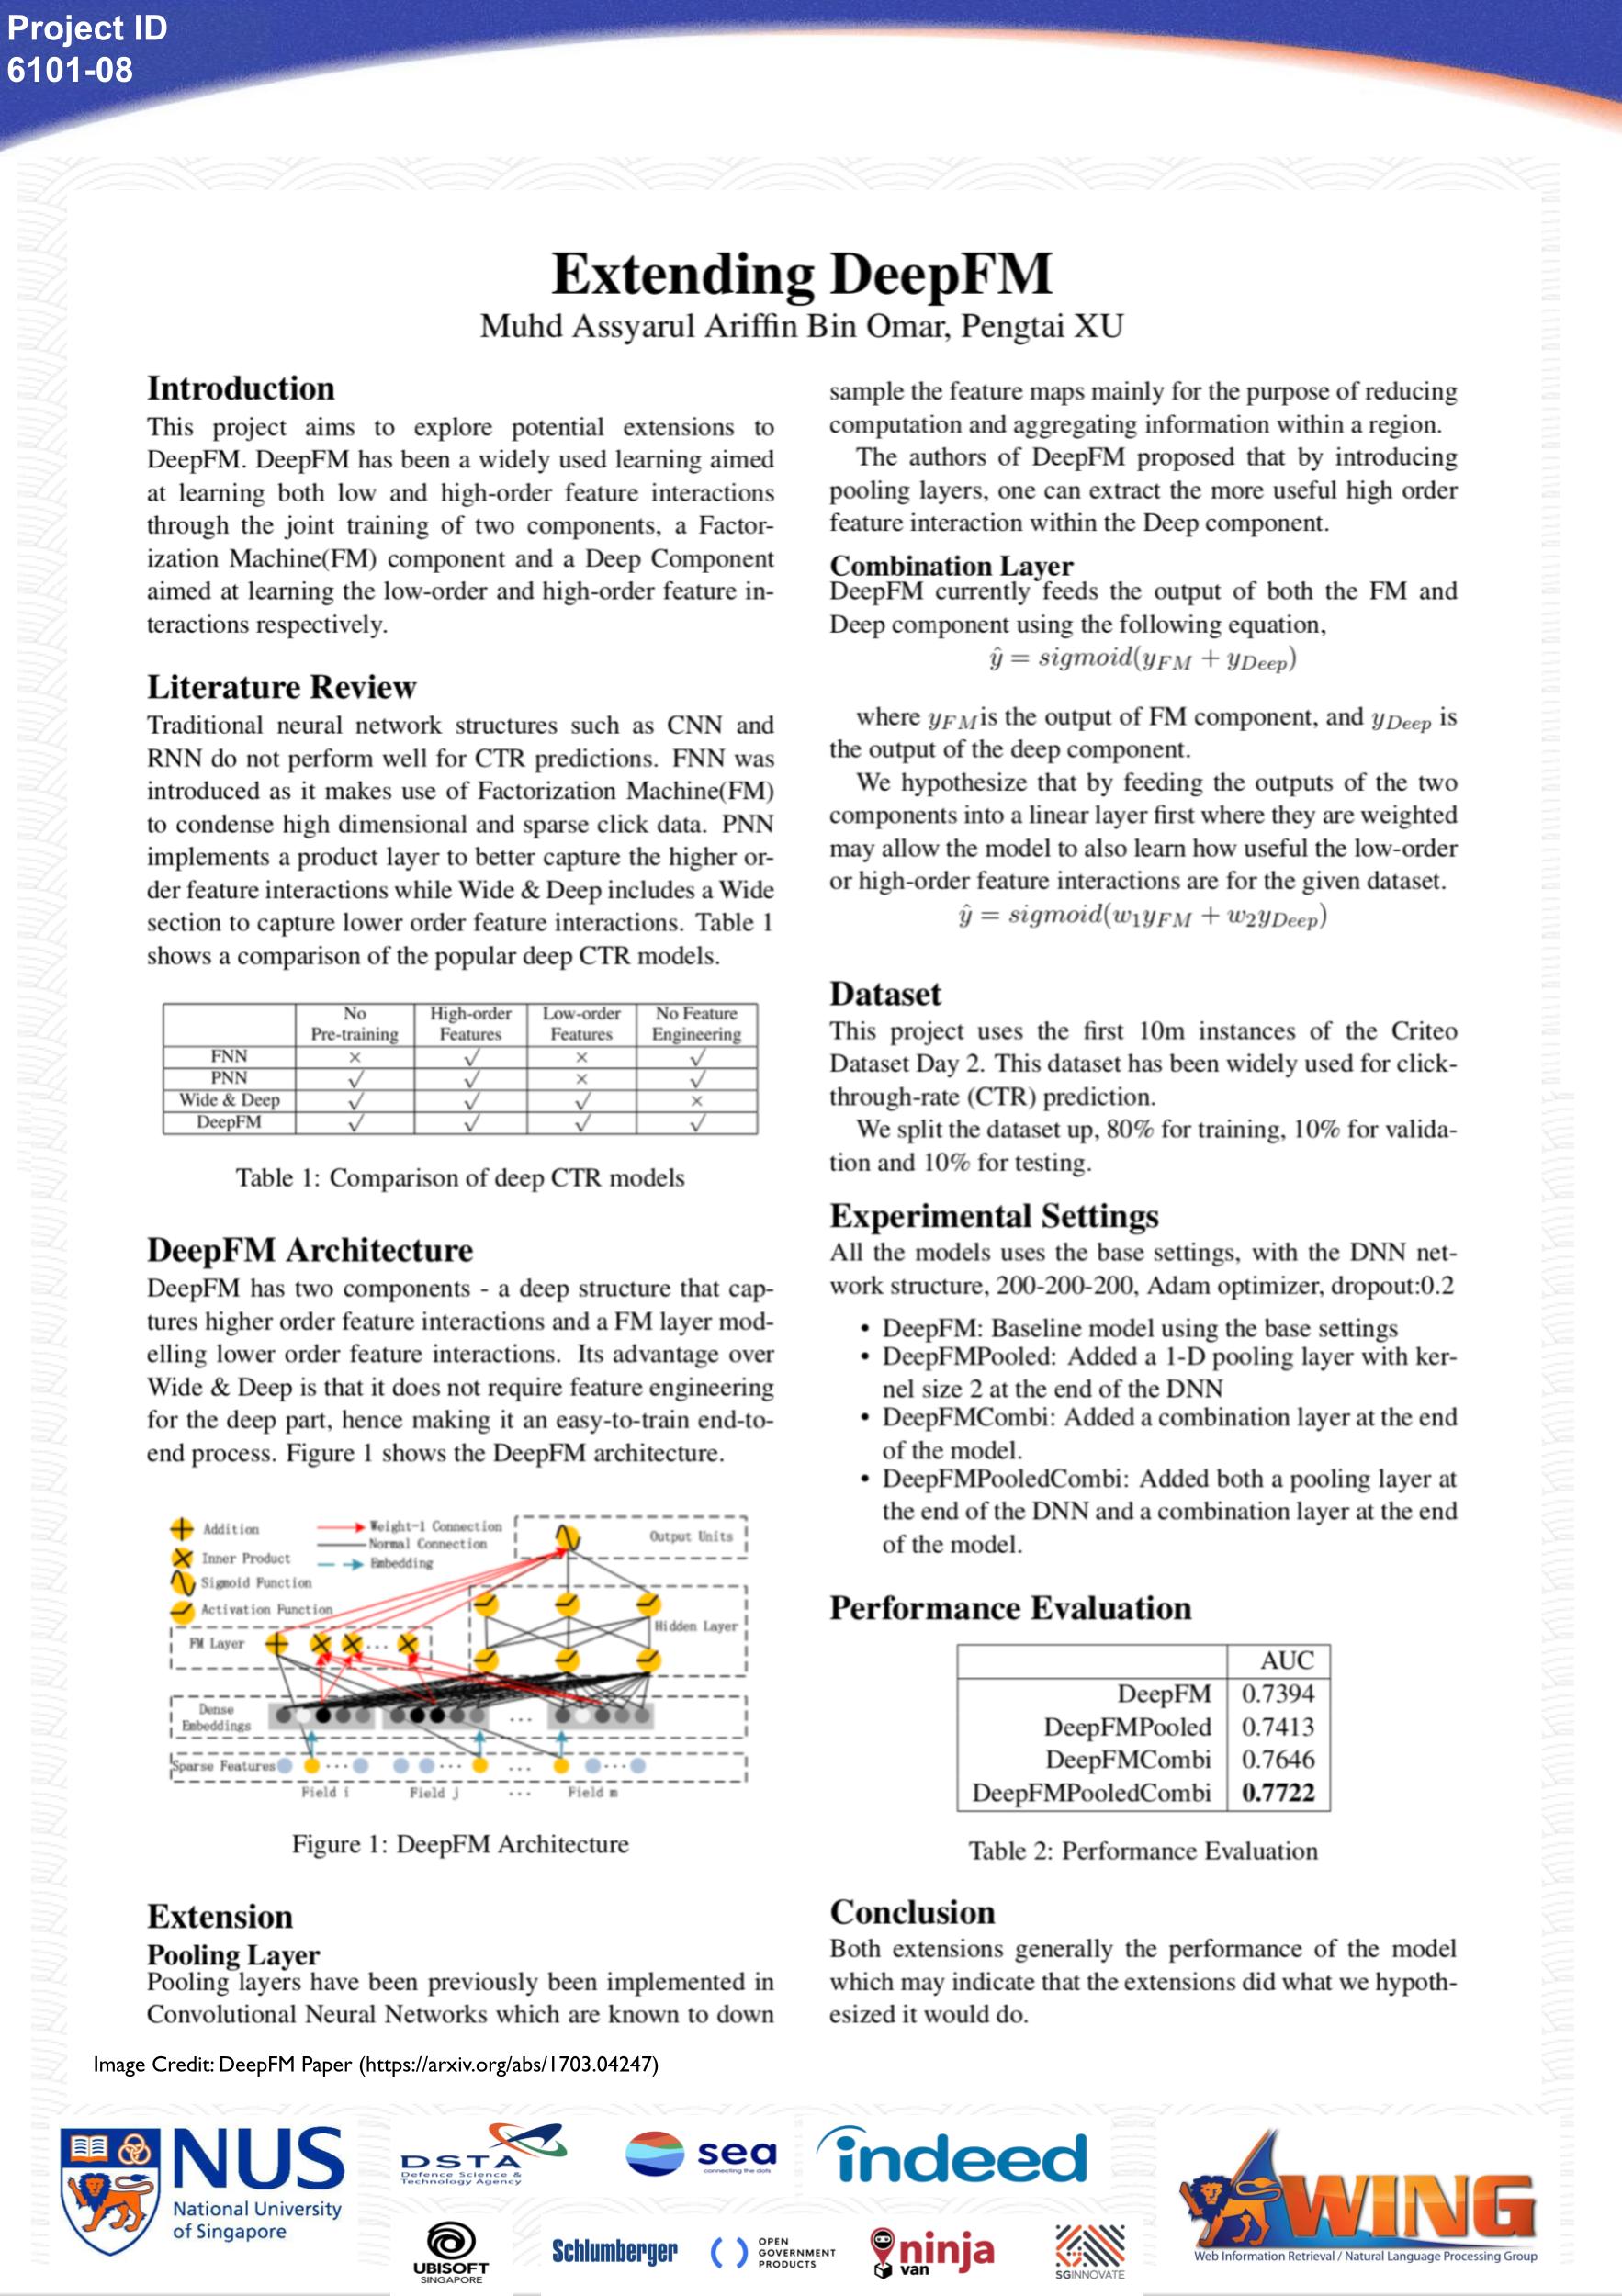 Project ID
6101-08
Extending DeepFM
Muhd Assyarul Ariffin Bin Omar, Pengtai XU
Introduction
This project aims to explore potential extensions to
DeepFM. DeepFM has been a widely used learning aimed
at learning both low and high-order feature interactions
through the joint training of two components, a Factor-
ization Machine(FM) component and a Deep Component
aimed at learning the low-order and high-order feature in-
teractions respectively.
Literature Review
Traditional neural network structures such as CNN and
RNN do not perform well for CTR predictions. FNN was
introduced as it makes use of Factorization Machine(FM)
to condense high dimensional and sparse click data. PNN
implements a product layer to better capture the higher or-
der feature interactions while Wide & Deep includes a Wide
section to capture lower order feature interactions. Table 1
shows a comparison of the popular deep CTR models.
No High-order Low-order No Feature
Pre-training Features Features Engineering
FNN × √ × √
PNN √ √ × √
Wide & Deep √ √ √ ×
DeepFM √ √ √ √
Table 1: Comparison of deep CTR models
DeepFM Architecture
DeepFM has two components - a deep structure that cap-
tures higher order feature interactions and a FM layer mod-
elling lower order feature interactions. Its advantage over
Wide & Deep is that it does not require feature engineering
for the deep part, hence making it an easy-to-train end-to-
end process. Figure 1 shows the DeepFM architecture.
Addition
Inner Product
Sigmoid Function
Activation Function
Weight-1 Connection
Normal Connection
Embedding
Output Units
Hidden Layer
FM Layer
...
Dense
Embeddings
...
Sparse Features
... ... ... ...
Field i Field j ... Field m
Figure 1: DeepFM Architecture
Extension
Pooling Layer
Pooling layers have been previously been implemented in
Convolutional Neural Networks which are known to down
sample the feature maps mainly for the purpose of reducing
computation and aggregating information within a region.
The authors of DeepFM proposed that by introducing
pooling layers, one can extract the more useful high order
feature interaction within the Deep component.
Combination Layer
DeepFM currently feeds the output of both the FM and
Deep component using the following equation,
ŷ = sigmoid(yFM + yDeep)
where yFM is the output of FM component, and yDeep is
the output of the deep component.
We hypothesize that by feeding the outputs of the two
components into a linear layer first where they are weighted
may allow the model to also learn how useful the low-order
or high-order feature interactions are for the given dataset.
ŷ = sigmoid(w1yFM + w2yDeep)
Dataset
This project uses the first 10m instances of the Criteo
Dataset Day 2. This dataset has been widely used for click-
through-rate (CTR) prediction.
We split the dataset up, 80% for training, 10% for valida-
tion and 10% for testing.
Experimental Settings
All the models uses the base settings, with the DNN net-
work structure, 200-200-200, Adam optimizer, dropout:0.2
• DeepFM: Baseline model using the base settings
• DeepFMPooled: Added a 1-D pooling layer with ker-
nel size 2 at the end of the DNN
• DeepFMCombi: Added a combination layer at the end
of the model.
• DeepFMPooledCombi: Added both a pooling layer at
the end of the DNN and a combination layer at the end
of the model.
Performance Evaluation
AUC
DeepFM 0.7394
DeepFMPooled 0.7413
DeepFMCombi 0.7646
DeepFMPooledCombi 0.7722
Table 2: Performance Evaluation
Conclusion
Both extensions generally the performance of the model
which may indicate that the extensions did what we hypoth-
esized it would do.
Image Credit: DeepFM Paper (https://arxiv.org/abs/1703.04247)
NUS
National University
of Singapore
DSTA
Defence Science &
Technology Agency
sea
connecting the dots
indeed
UBISOFT
SINGAPORE
Schlumberger
OPEN
GOVERNMENT
PRODUCTS
ninja
van
SGINNOVATE
WING
Web Information Retrieval / Natural Language Processing Group